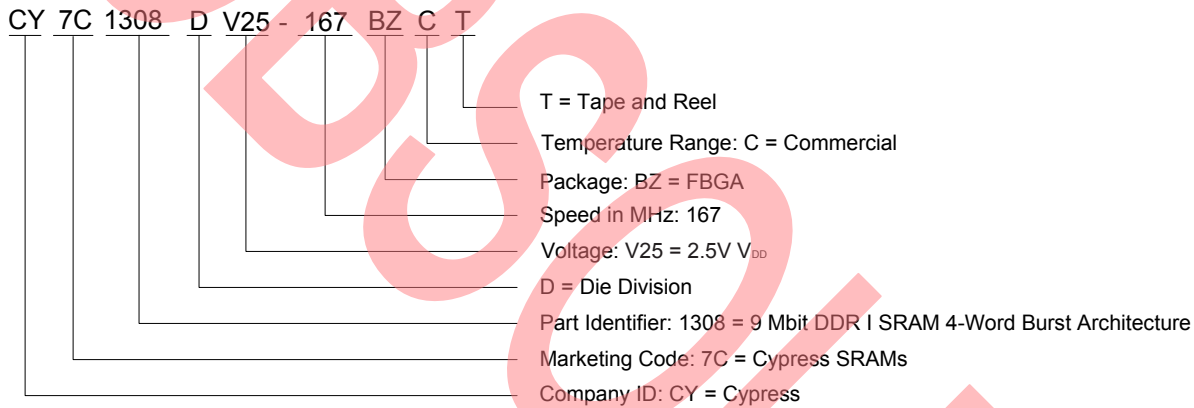 CY 7C 1308 D V25 - 167 BZ C T
T = Tape and Reel
Temperature Range: C = Commercial
Package: BZ = FBGA
Speed in MHz: 167
Voltage: V25 = 2.5V VDD
D = Die Division
Part Identifier: 1308 = 9 Mbit DDR I SRAM 4-Word Burst Architecture
Marketing Code: 7C = Cypress SRAMs
Company ID: CY = Cypress